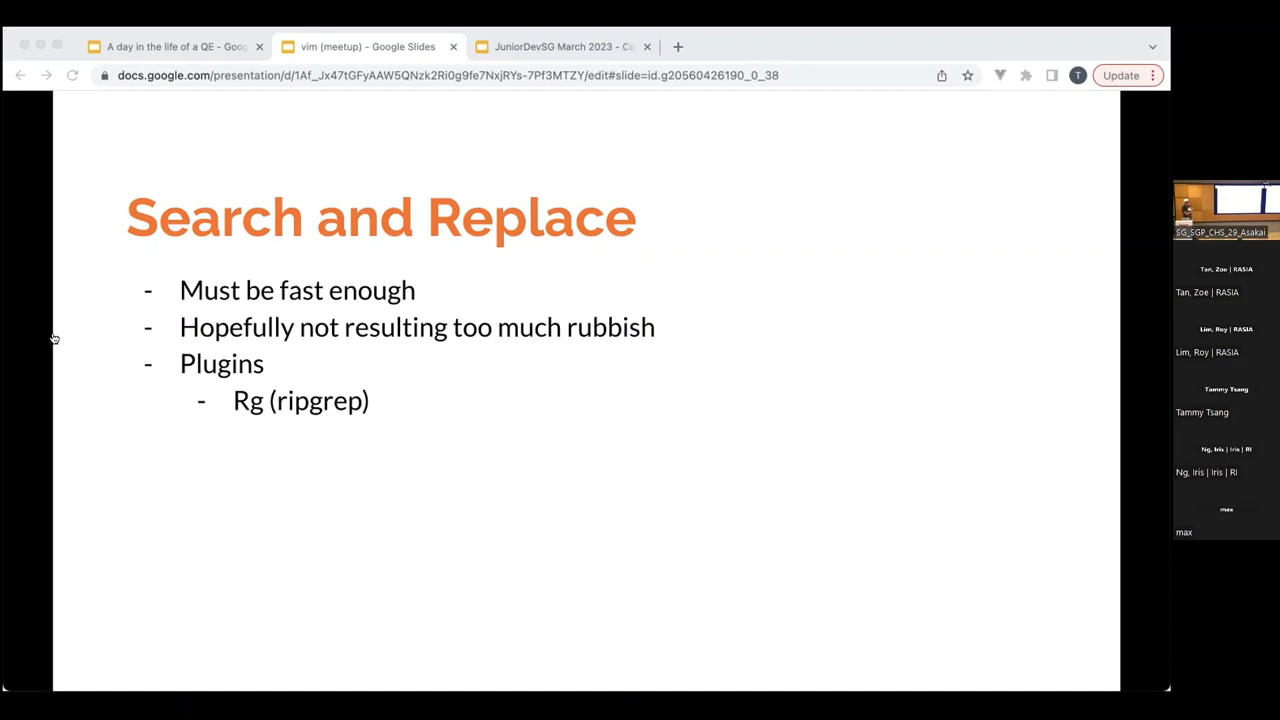 A day in the life of a QE - Goog
vim (meetup) - Google Slides
JuniorDevSG March 2023 - Co
docs.google.com/presentation/d/1Af_Jx47tGFyAAW5QNzk2Ri0g9fe7NxjRYs-7Pf3MTZY/edit#slide=id.g20560426190_0_38
T
Update
Search and Replace
- Must be fast enough
- Hopefully not resulting too much rubbish
- Plugins
- Rg (ripgrep)
SG_SGP_CHS_29_Asakai
Tan, Zoe | RASIA
Tan, Zoe | RASIA
Lim, Roy | RASIA
Lim, Roy | RASIA
Tammy Tsang
Tammy Tsang
Ng, Iris | Iris | RI
Ng, Iris | Iris | RI
max
max